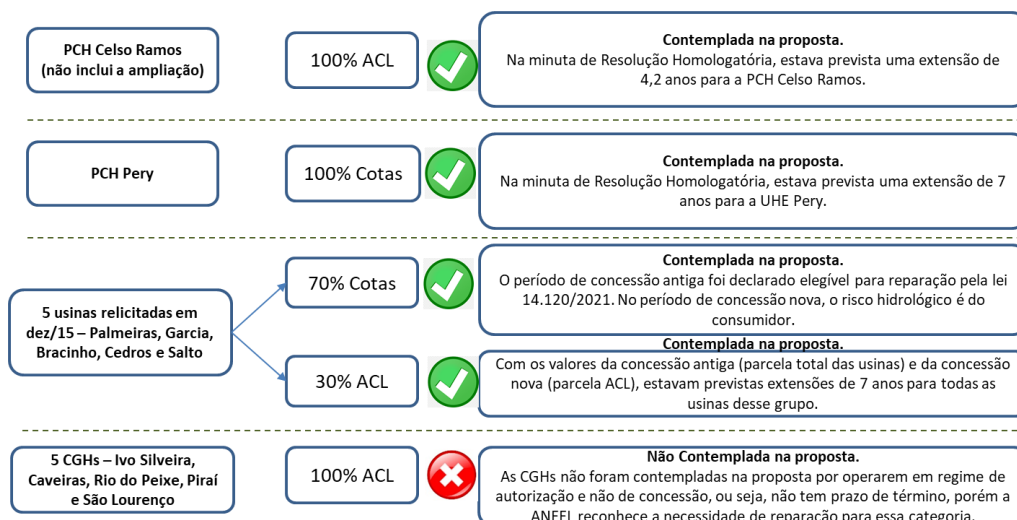 PCH Celso Ramos
(não inclui a ampliação)
100% ACL
Contemplada na proposta.
Na minuta de Resolução Homologatória, estava prevista uma extensão de
4,2 anos para a PCH Celso Ramos.
PCH Pery
100% Cotas
Contemplada na proposta.
Na minuta de Resolução Homologatória, estava prevista uma extensão de 7
anos para a UHE Pery.
5 usinas relicitadas em
dez/15 – Palmeiras, Garcia,
Bracinho, Cedros e Salto
70% Cotas
Contemplada na proposta.
O período de concessão antiga foi declarado elegível para reparação pela lei
14.120/2021. No período de concessão nova, o risco hidrológico é do
consumidor.
30% ACL
Contemplada na proposta.
Com os valores da concessão antiga (parcela total das usinas) e da concessão
nova (parcela ACL), estavam previstas extensões de 7 anos para todas as
usinas desse grupo.
5 CGHs – Ivo Silveira,
Caveiras, Rio do Peixe, Piraí
e São Lourenço
100% ACL
Não Contemplada na proposta.
As CGHs não foram contempladas na proposta por operarem em regime de
autorização e não de concessão, ou seja, não tem prazo de término, porém a
ANEEL reconhece a necessidade de reparação para essa categoria.